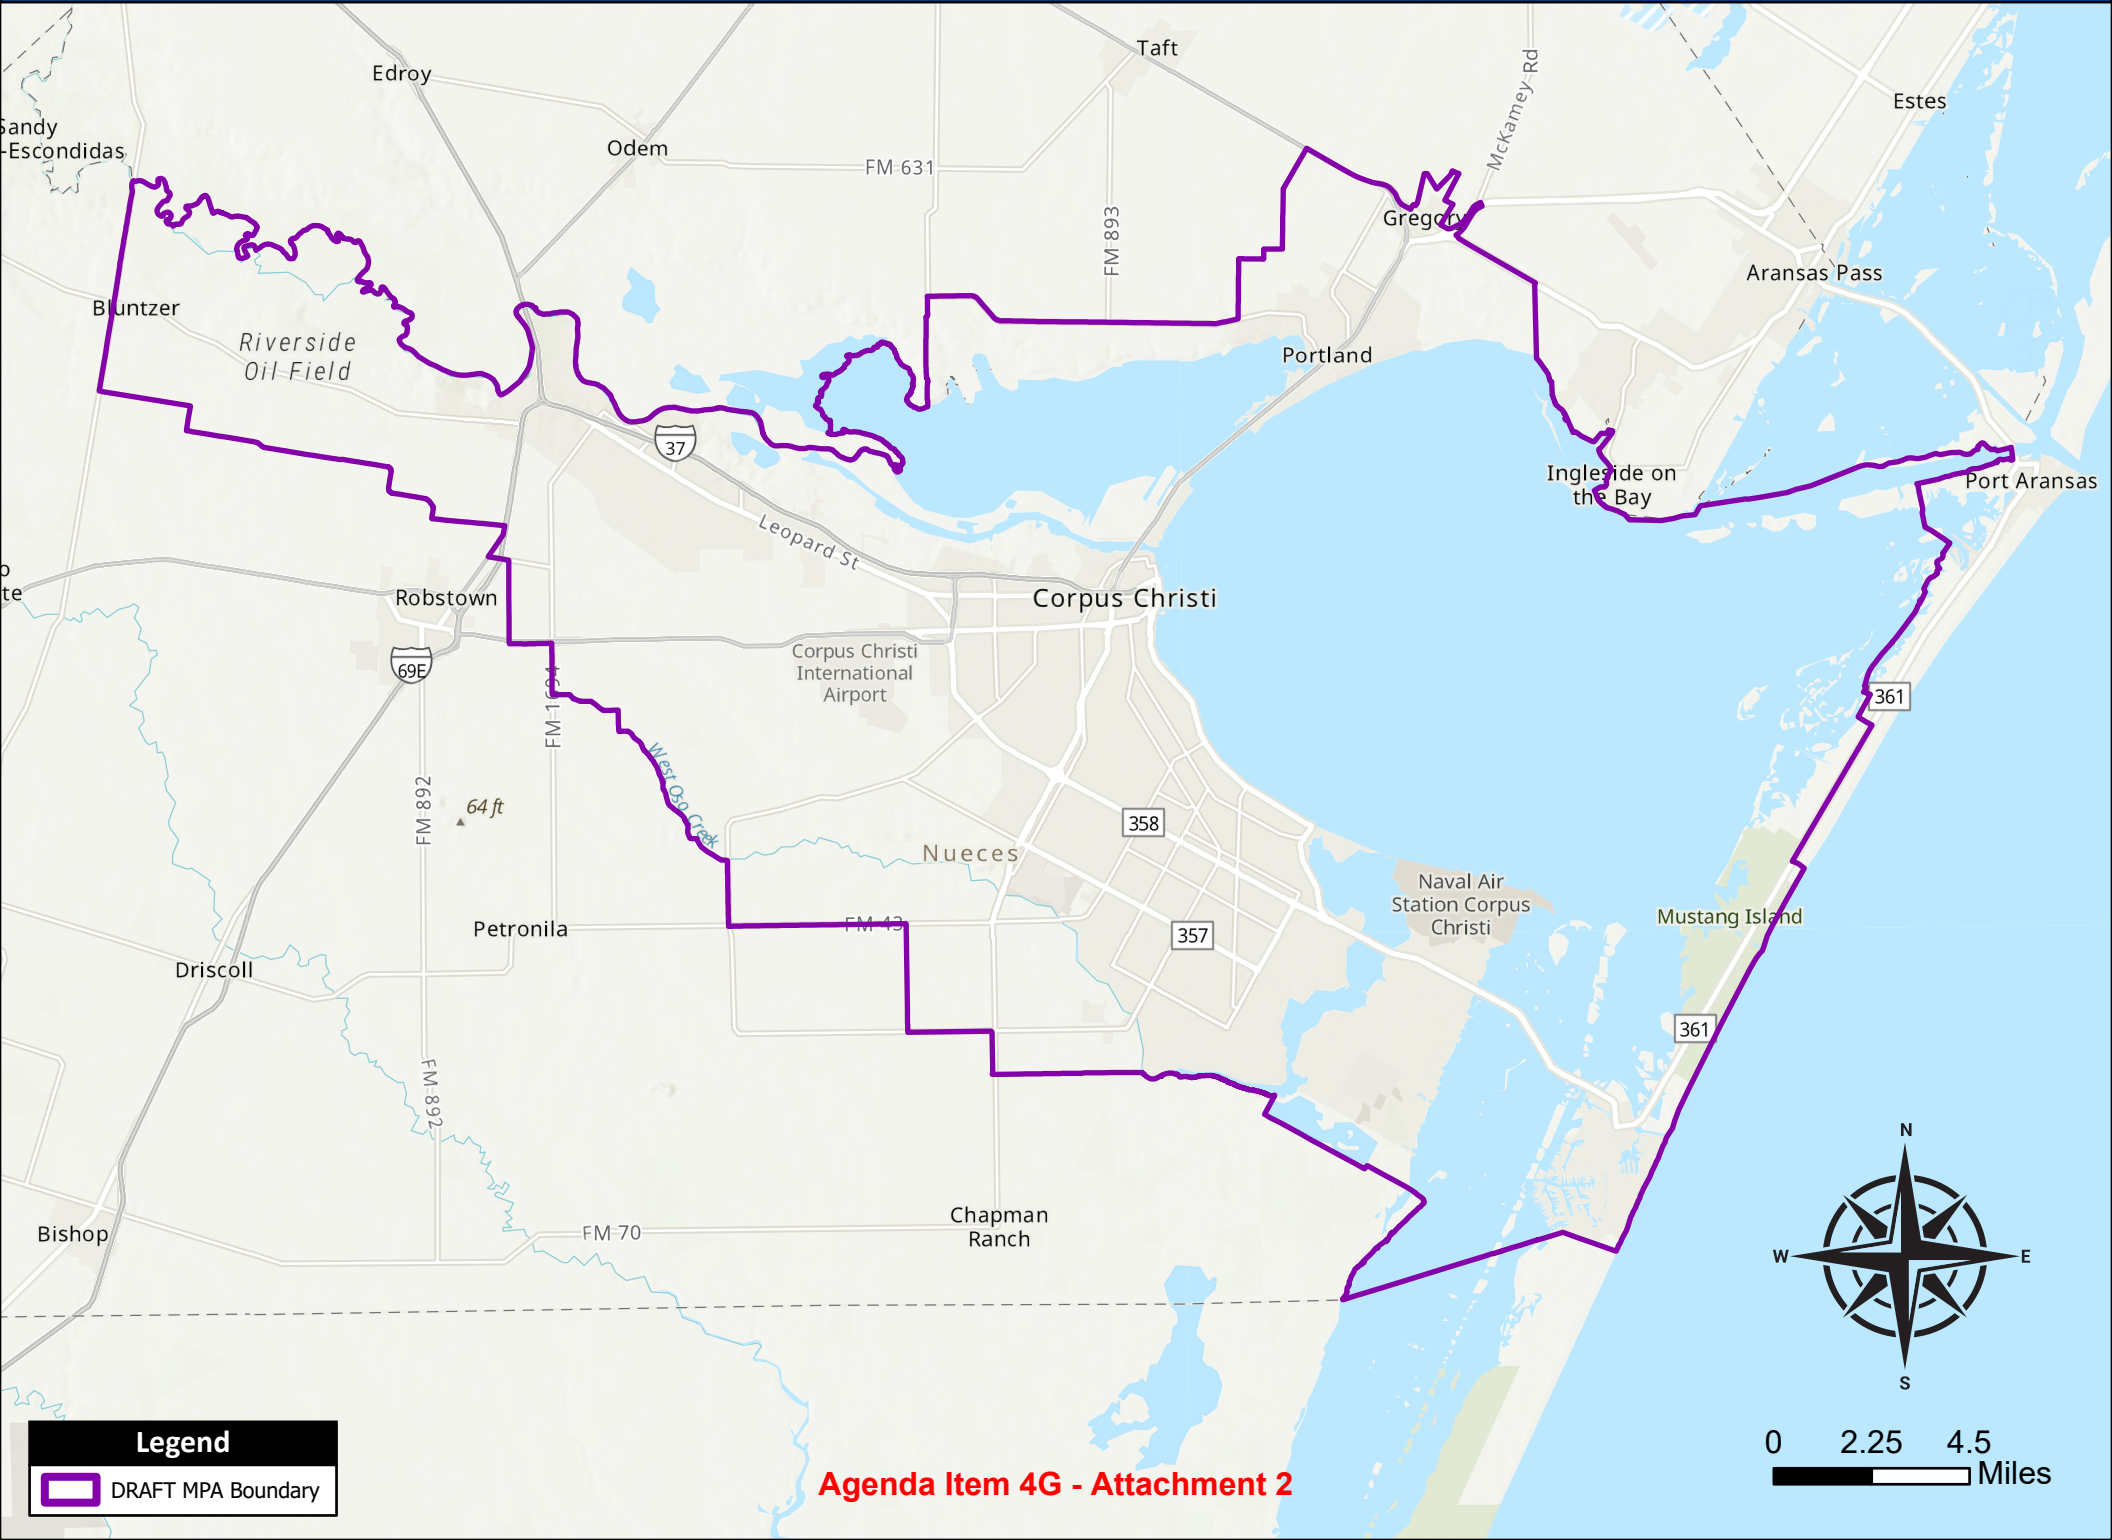 Taft
Edroy
McKamey Rd
Estes
Sandy
-Escondidas
Odem
FM 631
FM 893
Gregory
Aransas Pass
Bluntzer
Riverside
Oil Field
Portland
37
Ingleside on
the Bay
Port Aransas
Leopard St
o
te
Robstown
Corpus Christi
69E
Corpus Christi
International
Airport
FM 1694
361
West Oso Creek
FM 892
64 ft
358
Nueces
Naval Air
Station Corpus
Christi
Mustang Island
FM 43
Petronila
357
Driscoll
361
FM 892
N
W
E
S
Chapman
Ranch
Bishop
FM 70
Legend
DRAFT MPA Boundary
Agenda Item 4G - Attachment 2
0 2.25 4.5
Miles